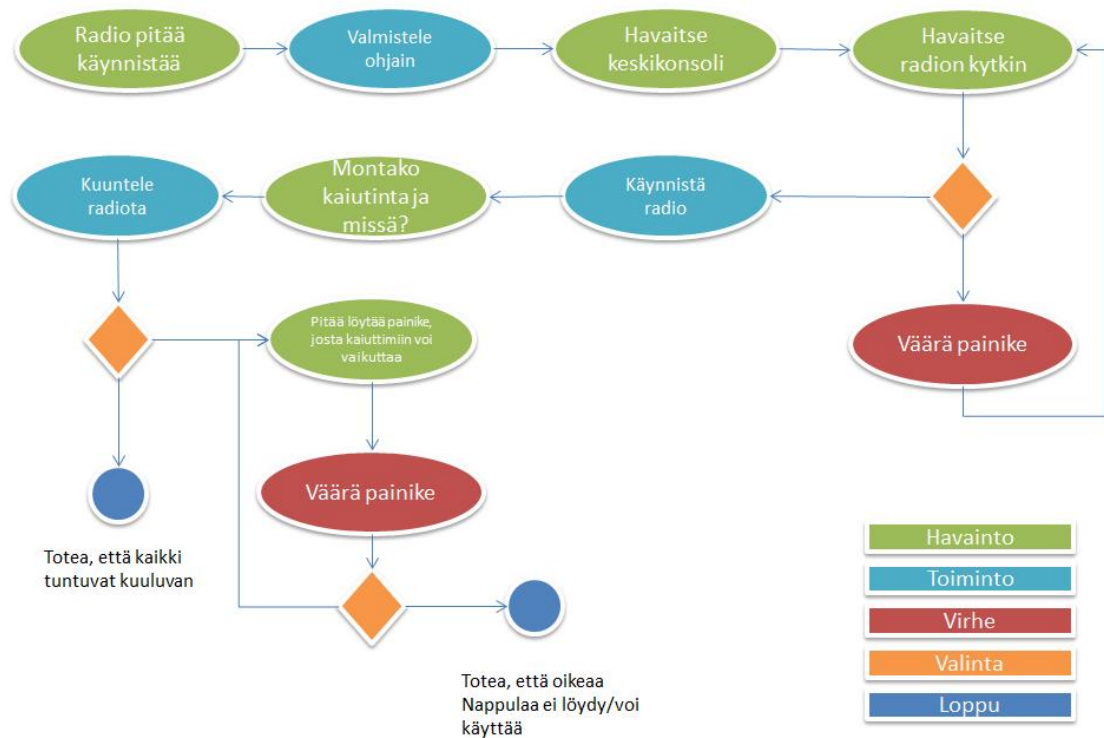 Radio pitää
käynnistää
Valmistele
ohjain
Havaitse
keskikonsoli
Havaitse
radion kytkin
Kuuntele
radiota
Montako
kaiutinta ja
missä?
Käynnistä
radio
Pitää löytää painike,
josta kaiuttimiin voi
vaikuttaa
Väärä painike
Väärä painike
Totea, että kaikki
tuntuvat kuuluvan
Totea, että oikeaa
Nappulaa ei löydy/voi
käyttää
Havainto
Toiminto
Virhe
Valinta
Loppu